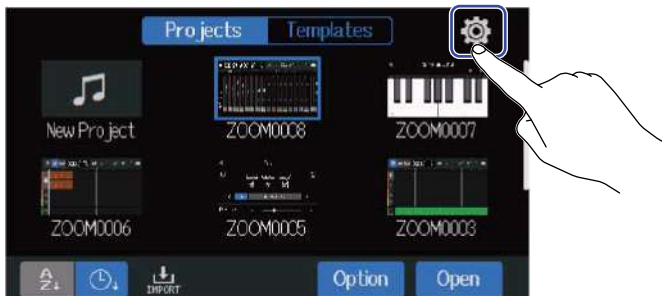 Projects Templates
New Project ZOOM0008 ZOOM0007
ZOOM0006 ZOOM0005 ZOOM0003
A Z IMPORT Option Open